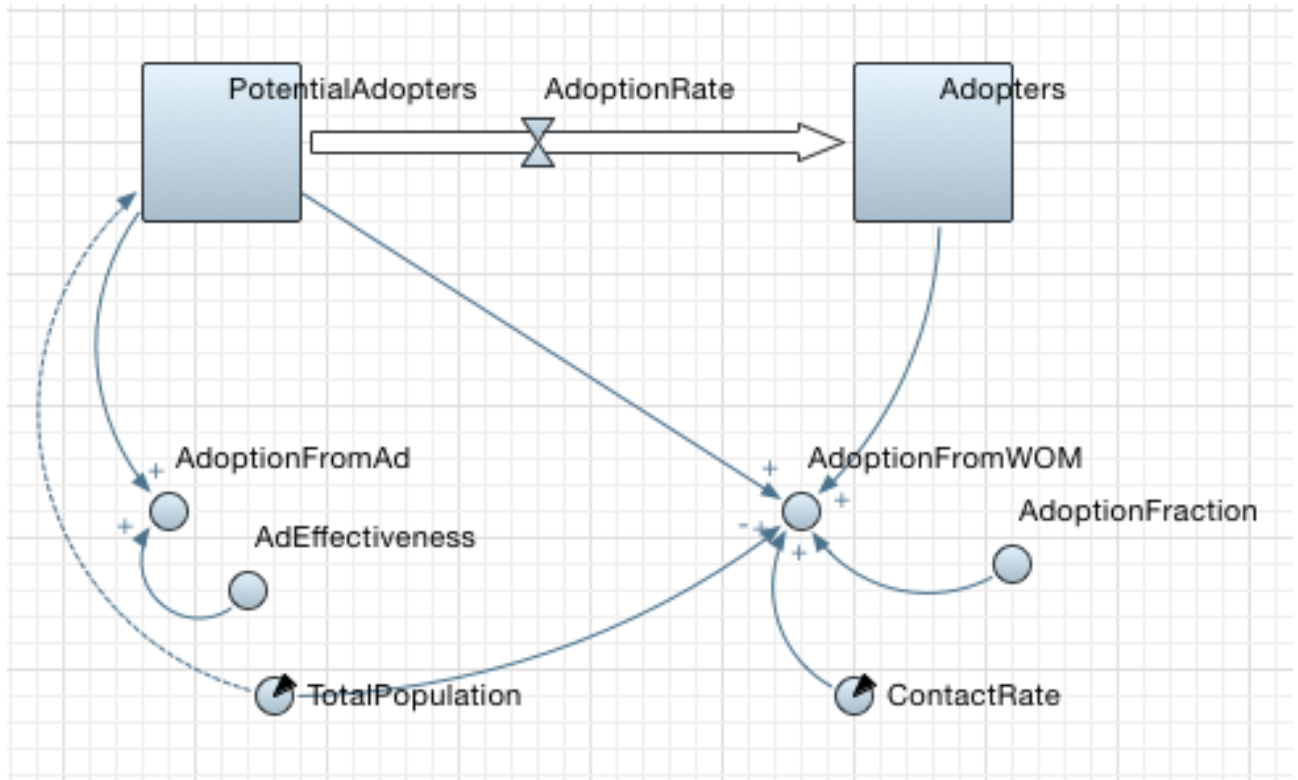 PotentialAdopters
AdoptionRate
Adopters
AdoptionFromAd
+
+
AdEffectiveness
AdoptionFromWOM
+
+
- +
+
AdoptionFraction
TotalPopulation
ContactRate